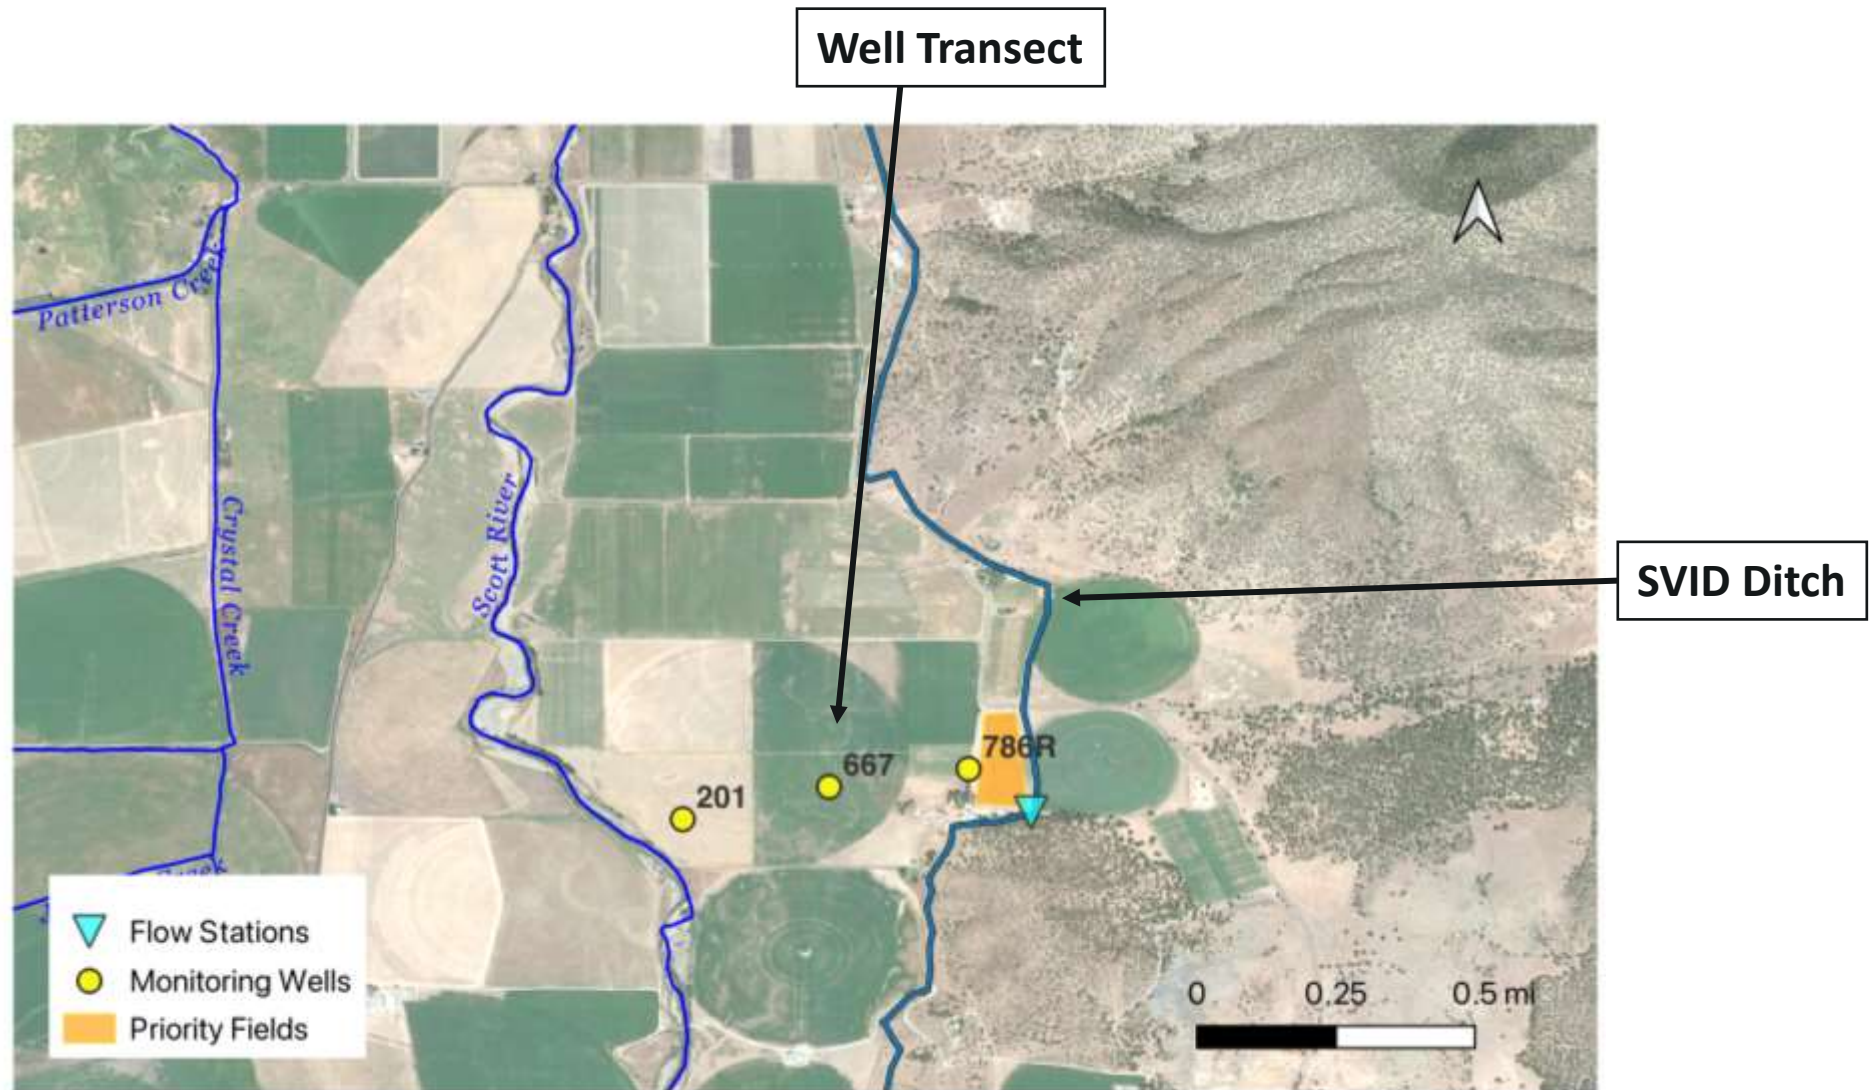 Well Transect
Patterson Creek
Crystal Creek
Scott River
SVID Ditch
786R
667
201
Creek
Flow Stations
Monitoring Wells
Priority Fields
0 0.25 0.5 mi